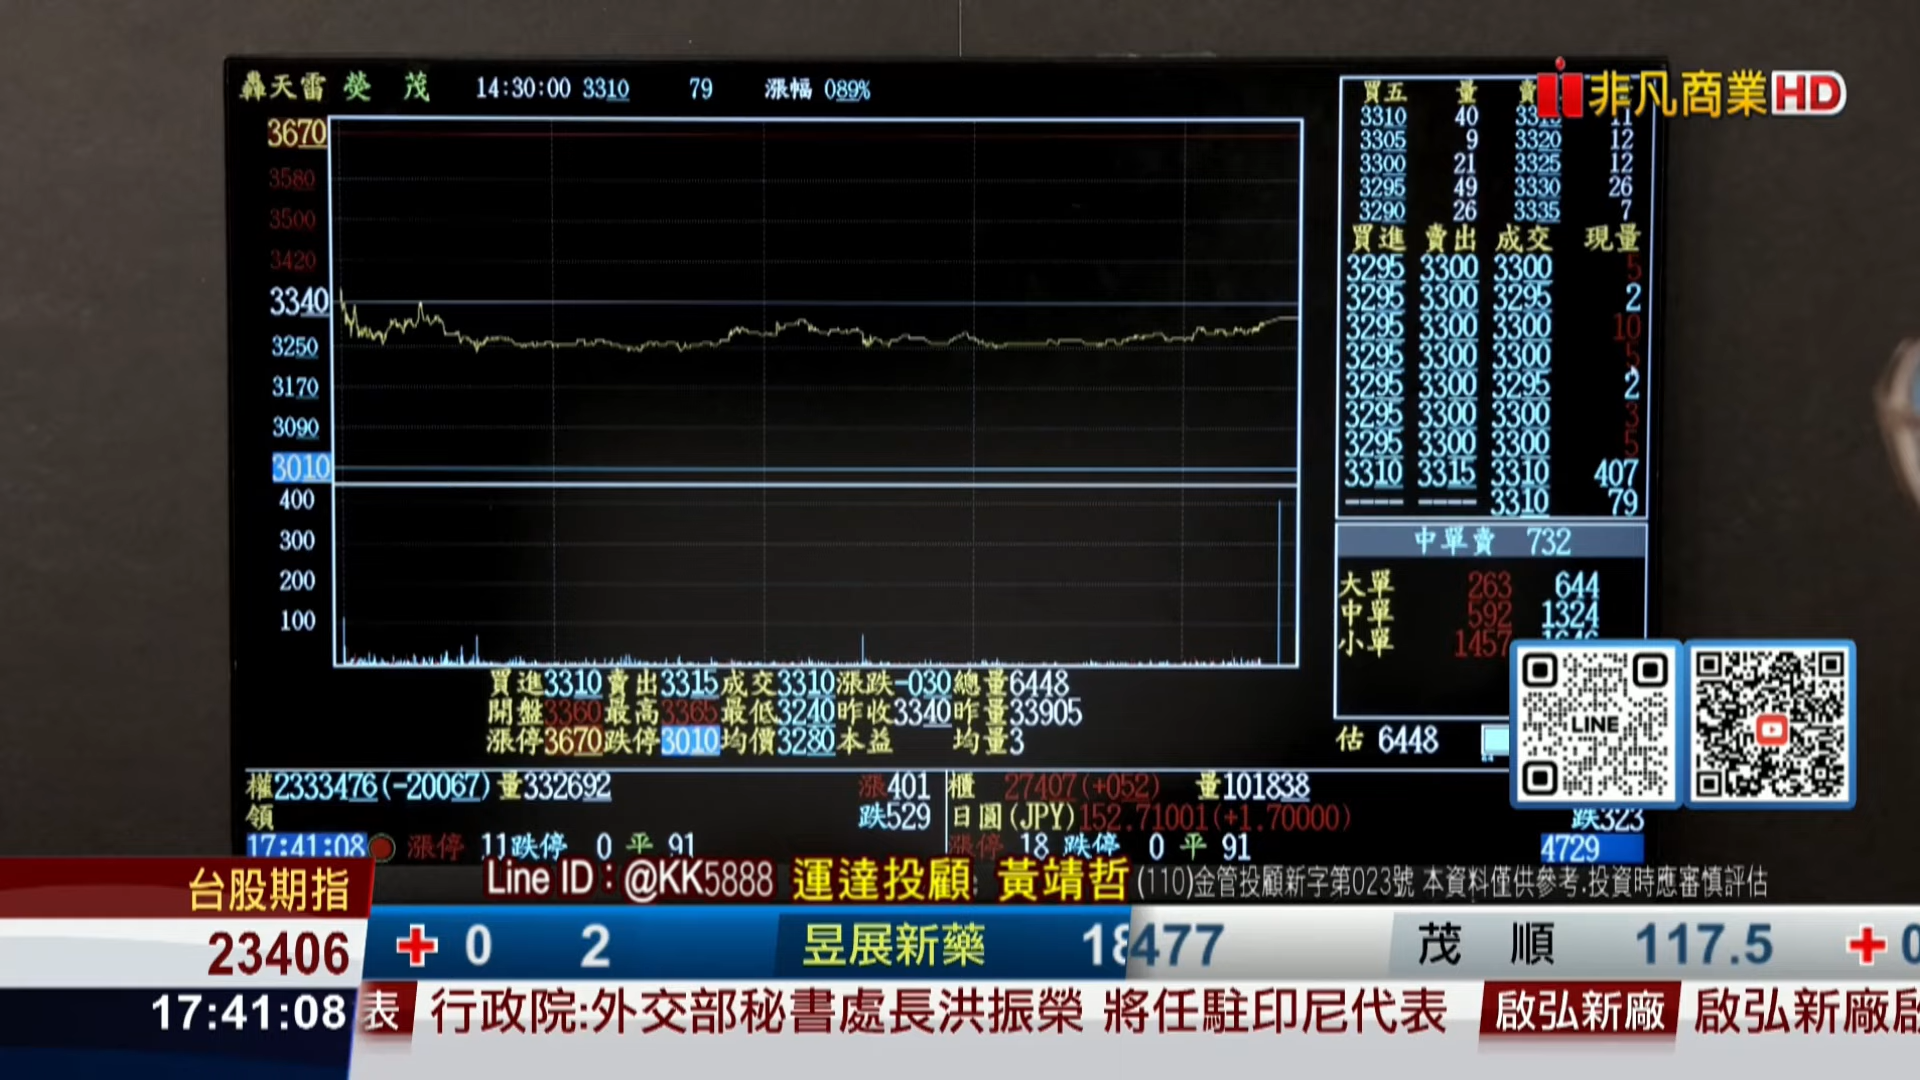 轟天雷 熒 茂 14:30:00 3310 79 漲幅 089%
非凡商業HD
3670
3580
3500
3420
3340
3250
3170
3090
3010
400
300
200
100
買五 量
3310 40
3305 9 3320 12
3300 21 3325 12
3295 49 3330 26
3290 26 3335 7
買進 賣出 成交 現量
3295 3300 3300 5
3295 3300 3295 2
3295 3300 3300 10
3295 3300 3300 5
3295 3300 3295 2
3295 3300 3300 3
3295 3300 3300 5
3310 3315 3310 407
---- ---- 3310 79
中單賣 732
大單 263 644
中單 592 1324
小單 1457
估 6448
買進3310賣出3315成交3310漲跌-030總量6448
開盤3360最高3365最低3240昨收3340昨量33905
漲停3670跌停3010均價3280本益 均量3
權2333476(-20067)量332692 漲401
領 跌529
17:41:08 漲停 11跌停 0 平 91
櫃 27407(+052) 量101838
日圓(JPY)152.71001(+1.70000) 跌323
漲停 18 跌停 0 平 91 4729
LINE
Line ID：@KK5888 運達投顧 黃靖哲 (110)金管投顧新字第023號 本資料僅供參考.投資時應審慎評估
台股期指
23406
17:41:08
0 2 昱展新藥 18
477 茂 順 117.5
表 行政院:外交部秘書處長洪振榮 將任駐印尼代表 啟弘新廠 啟弘新廠